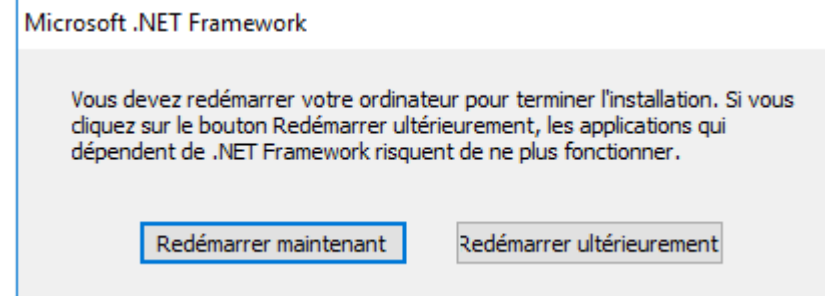 Microsoft .NET Framework
Vous devez redémarrer votre ordinateur pour terminer l'installation. Si vous
cliquez sur le bouton Redémarrer ultérieurement, les applications qui
dépendent de .NET Framework risquent de ne plus fonctionner.
Redémarrer maintenant
Redémarrer ultérieurement